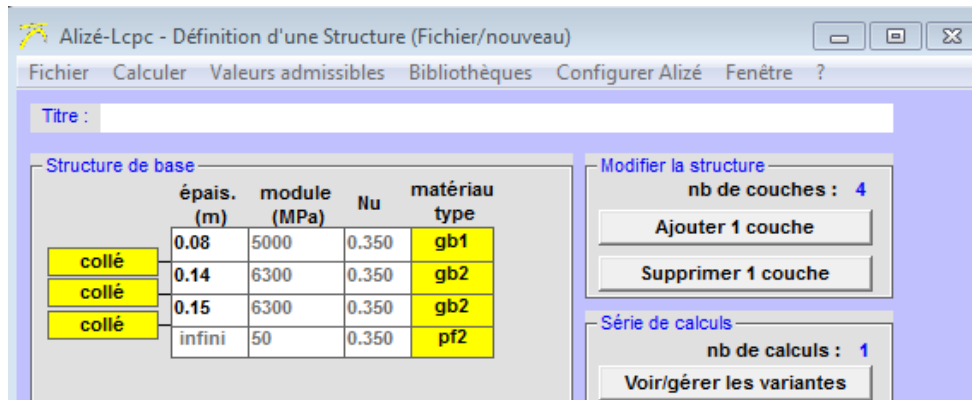 Alizé-Lcpc - Définition d'une Structure (Fichier/nouveau)
Fichier Calculer Valeurs admissibles Bibliothèques Configurer Alizé Fenêtre ?
Titre :
Structure de base
épais. (m) module (MPa) Nu matériau type
0.08 5000 0.350 gb1
collé
0.14 6300 0.350 gb2
collé
0.15 6300 0.350 gb2
collé
infini 50 0.350 pf2
Modifier la structure
nb de couches : 4
Ajouter 1 couche
Supprimer 1 couche
Série de calculs
nb de calculs : 1
Voir/gérer les variantes